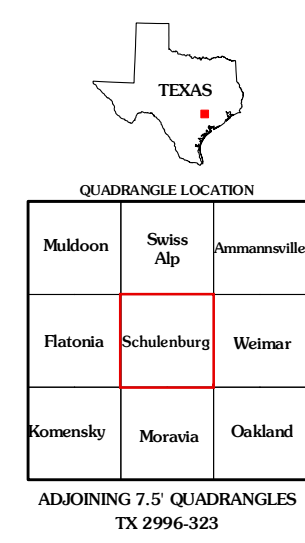 TEXAS
QUADRANGLE LOCATION
Muldoon
Swiss
Alp
Ammannsville
Flatonia
Schulenburg
Weimar
Komensky
Moravia
Oakland
ADJOINING 7.5' QUADRANGLES
TX 2996-323